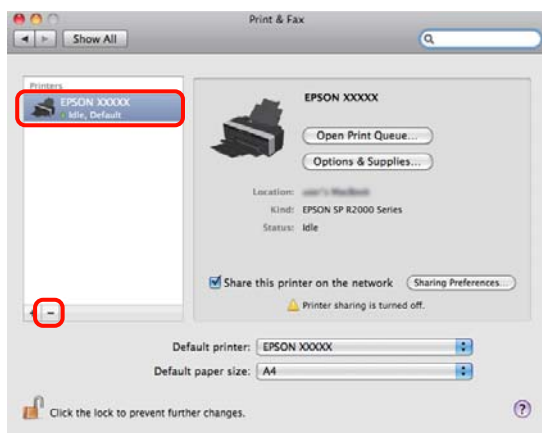 Print & Fax
Show All
Printers
EPSON XXXXX
Idle, Default
EPSON XXXXX
Open Print Queue...
Options & Supplies...
Location:
Kind: EPSON SP R2000 Series
Status: Idle
Share this printer on the network Sharing Preferences...
Printer sharing is turned off.
Default printer: EPSON XXXXX
Default paper size: A4
Click the lock to prevent further changes.
?